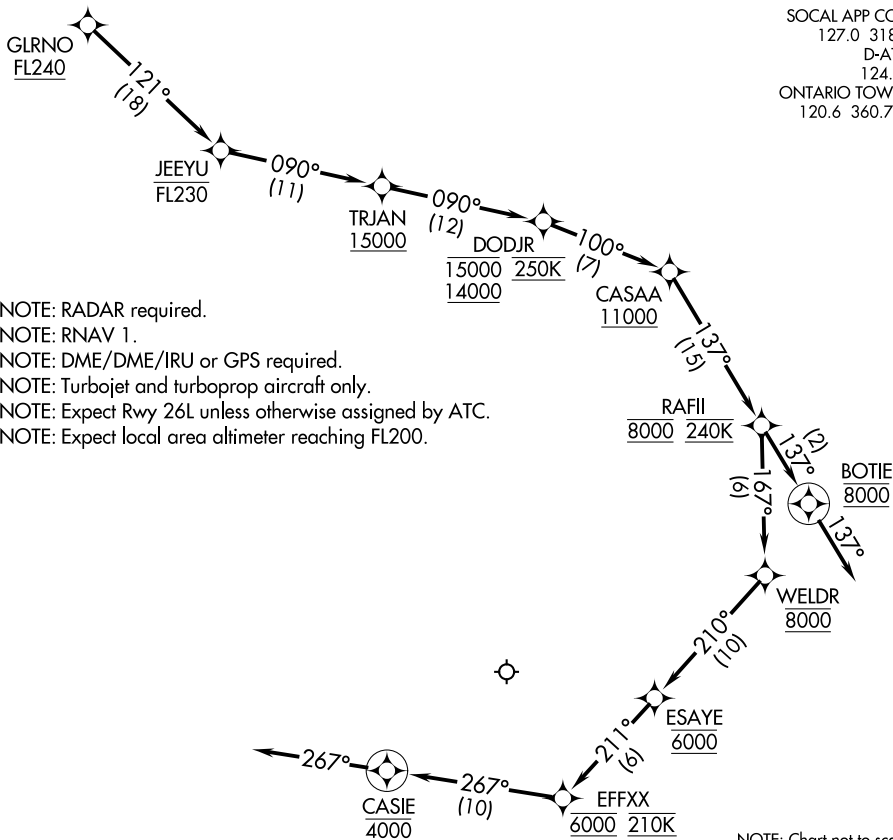 SOCAL APP CO
127.0 318
D-AT
124.
ONTARIO TOW
120.6 360.7
GLRNO
FL240
121°
(18)
JEEYU
FL230
090°
(11)
TRJAN
15000
090°
(12)
DODJR
15000 250K
14000
100°
(7)
CASAA
11000
137°
(15)
NOTE: RADAR required.
NOTE: RNAV 1.
NOTE: DME/DME/IRU or GPS required.
NOTE: Turbojet and turboprop aircraft only.
NOTE: Expect Rwy 26L unless otherwise assigned by ATC.
NOTE: Expect local area altimeter reaching FL200.
RAFII
8000 240K
137°
(2)
BOTIE
8000
137°
167°
(6)
WELDR
8000
210°
(10)
ESAYE
6000
211°
(6)
EFFXX
6000 210K
267°
(10)
CASIE
4000
267°
NOTE: Chart not to sc